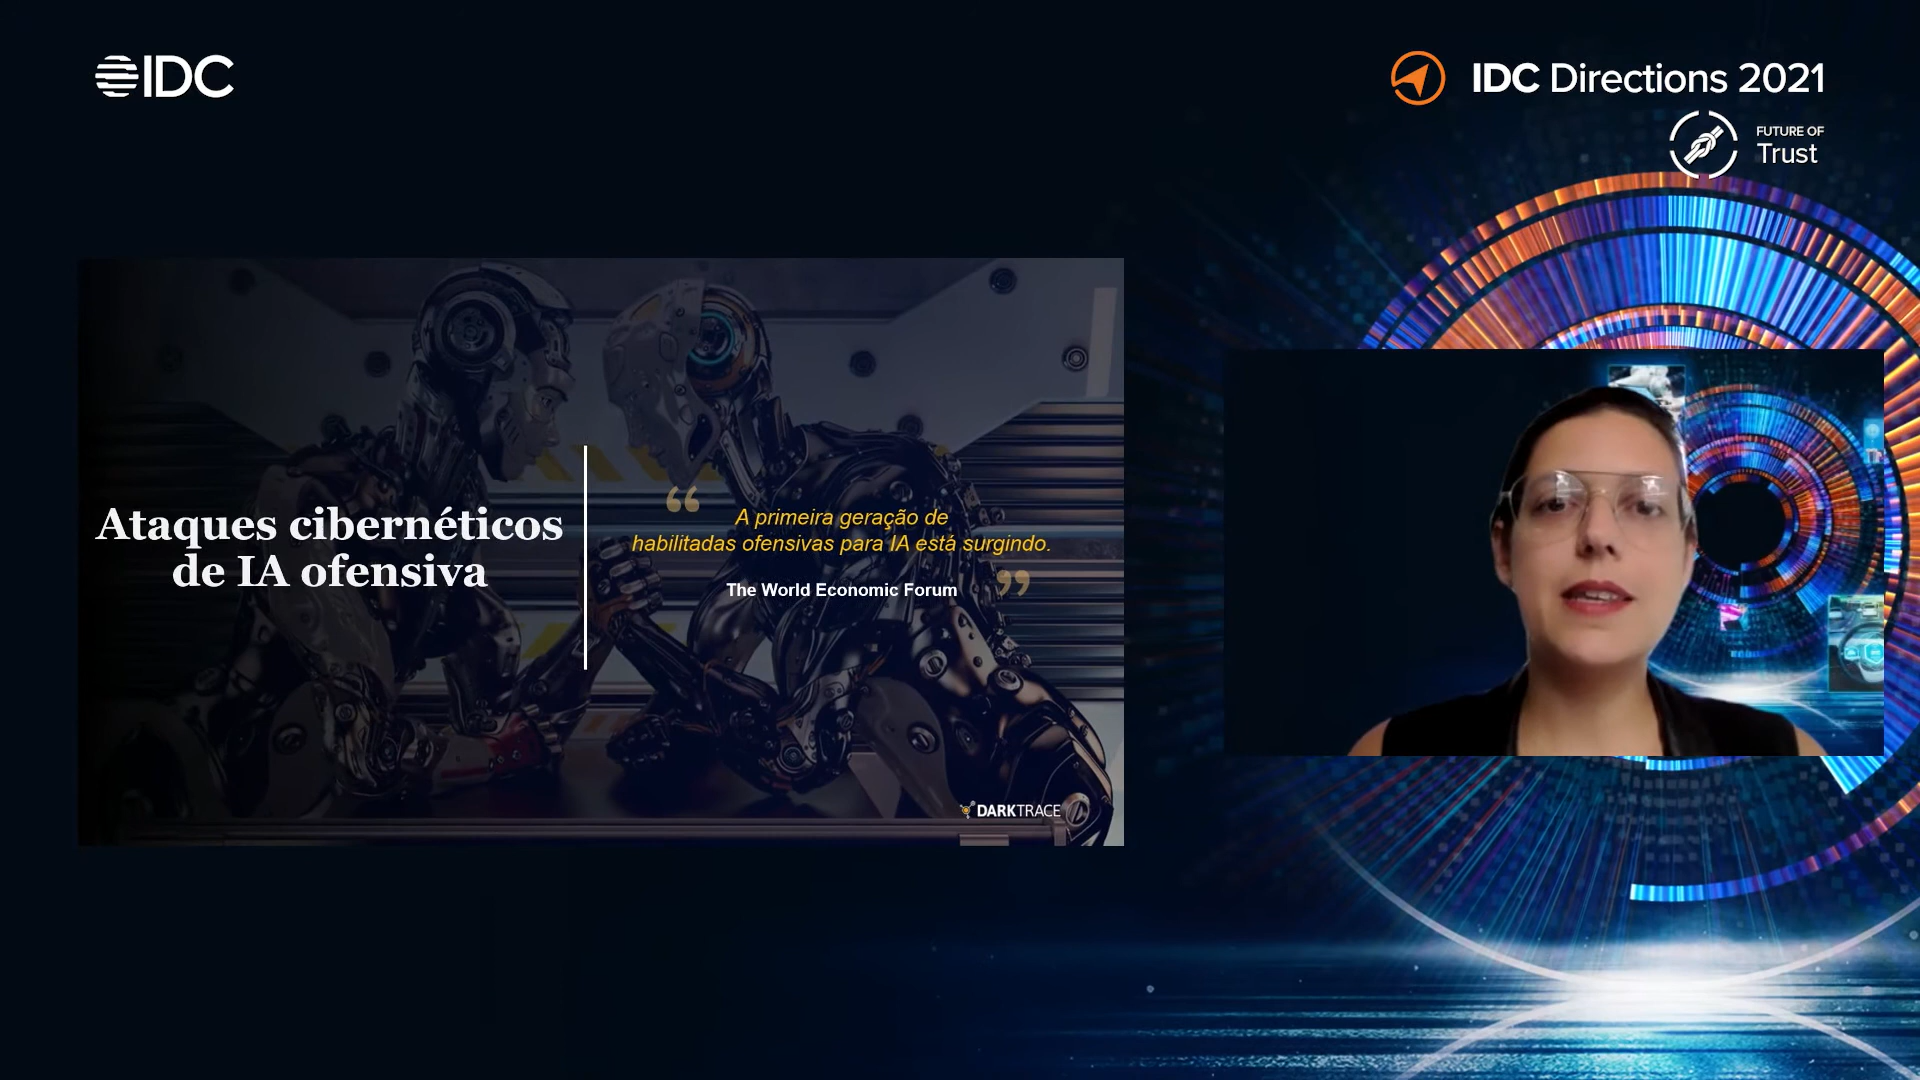 IDC
IDC Directions 2021
FUTURE OF
Trust
Ataques cibernéticos
de IA ofensiva
“
A primeira geração de
habilitadas ofensivas para IA está surgindo.
”
The World Economic Forum
DARKTRACE